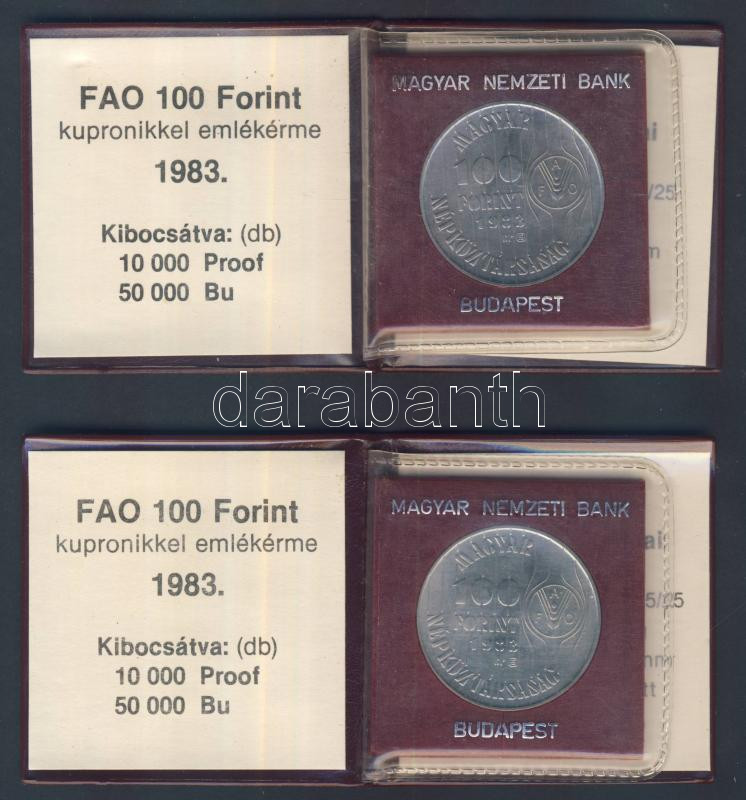 FAO 100 Forint
kupronikkel emlékérme
1983.
Kibocsátva: (db)
10 000 Proof
50 000 Bu
MAGYAR NEMZETI BANK
MAGYAR
100
FORINT
1983
NÉPKÖZTÁRSASÁG
F A O
BUDAPEST
/25
darabanth
FAO 100 Forint
kupronikkel emlékérme
1983.
Kibocsátva: (db)
10 000 Proof
50 000 Bu
MAGYAR NEMZETI BANK
MAGYAR
100
FORINT
1983
NÉPKÖZTÁRSASÁG
F A O
BUDAPEST